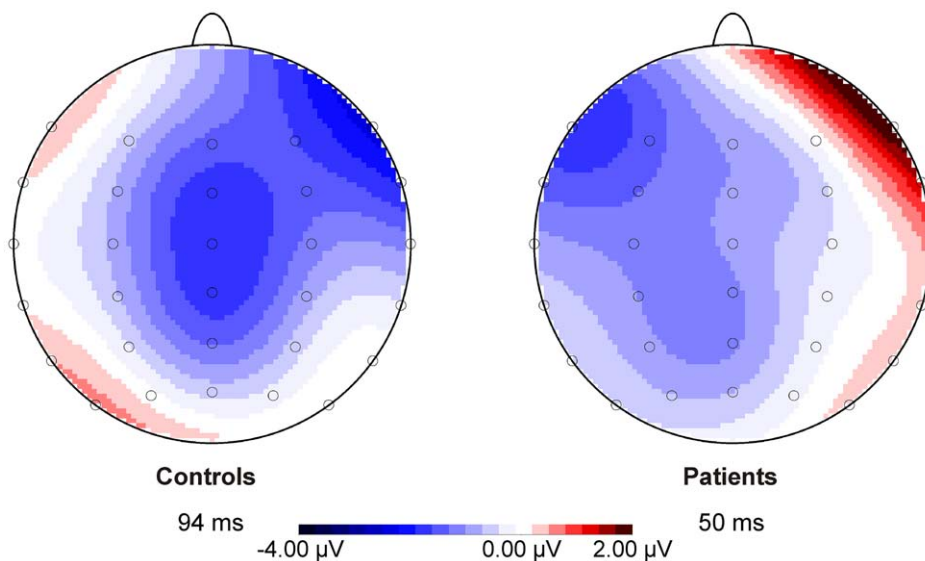 Controls
Patients
94 ms
50 ms
-4.00 µV
0.00 µV
2.00 µV